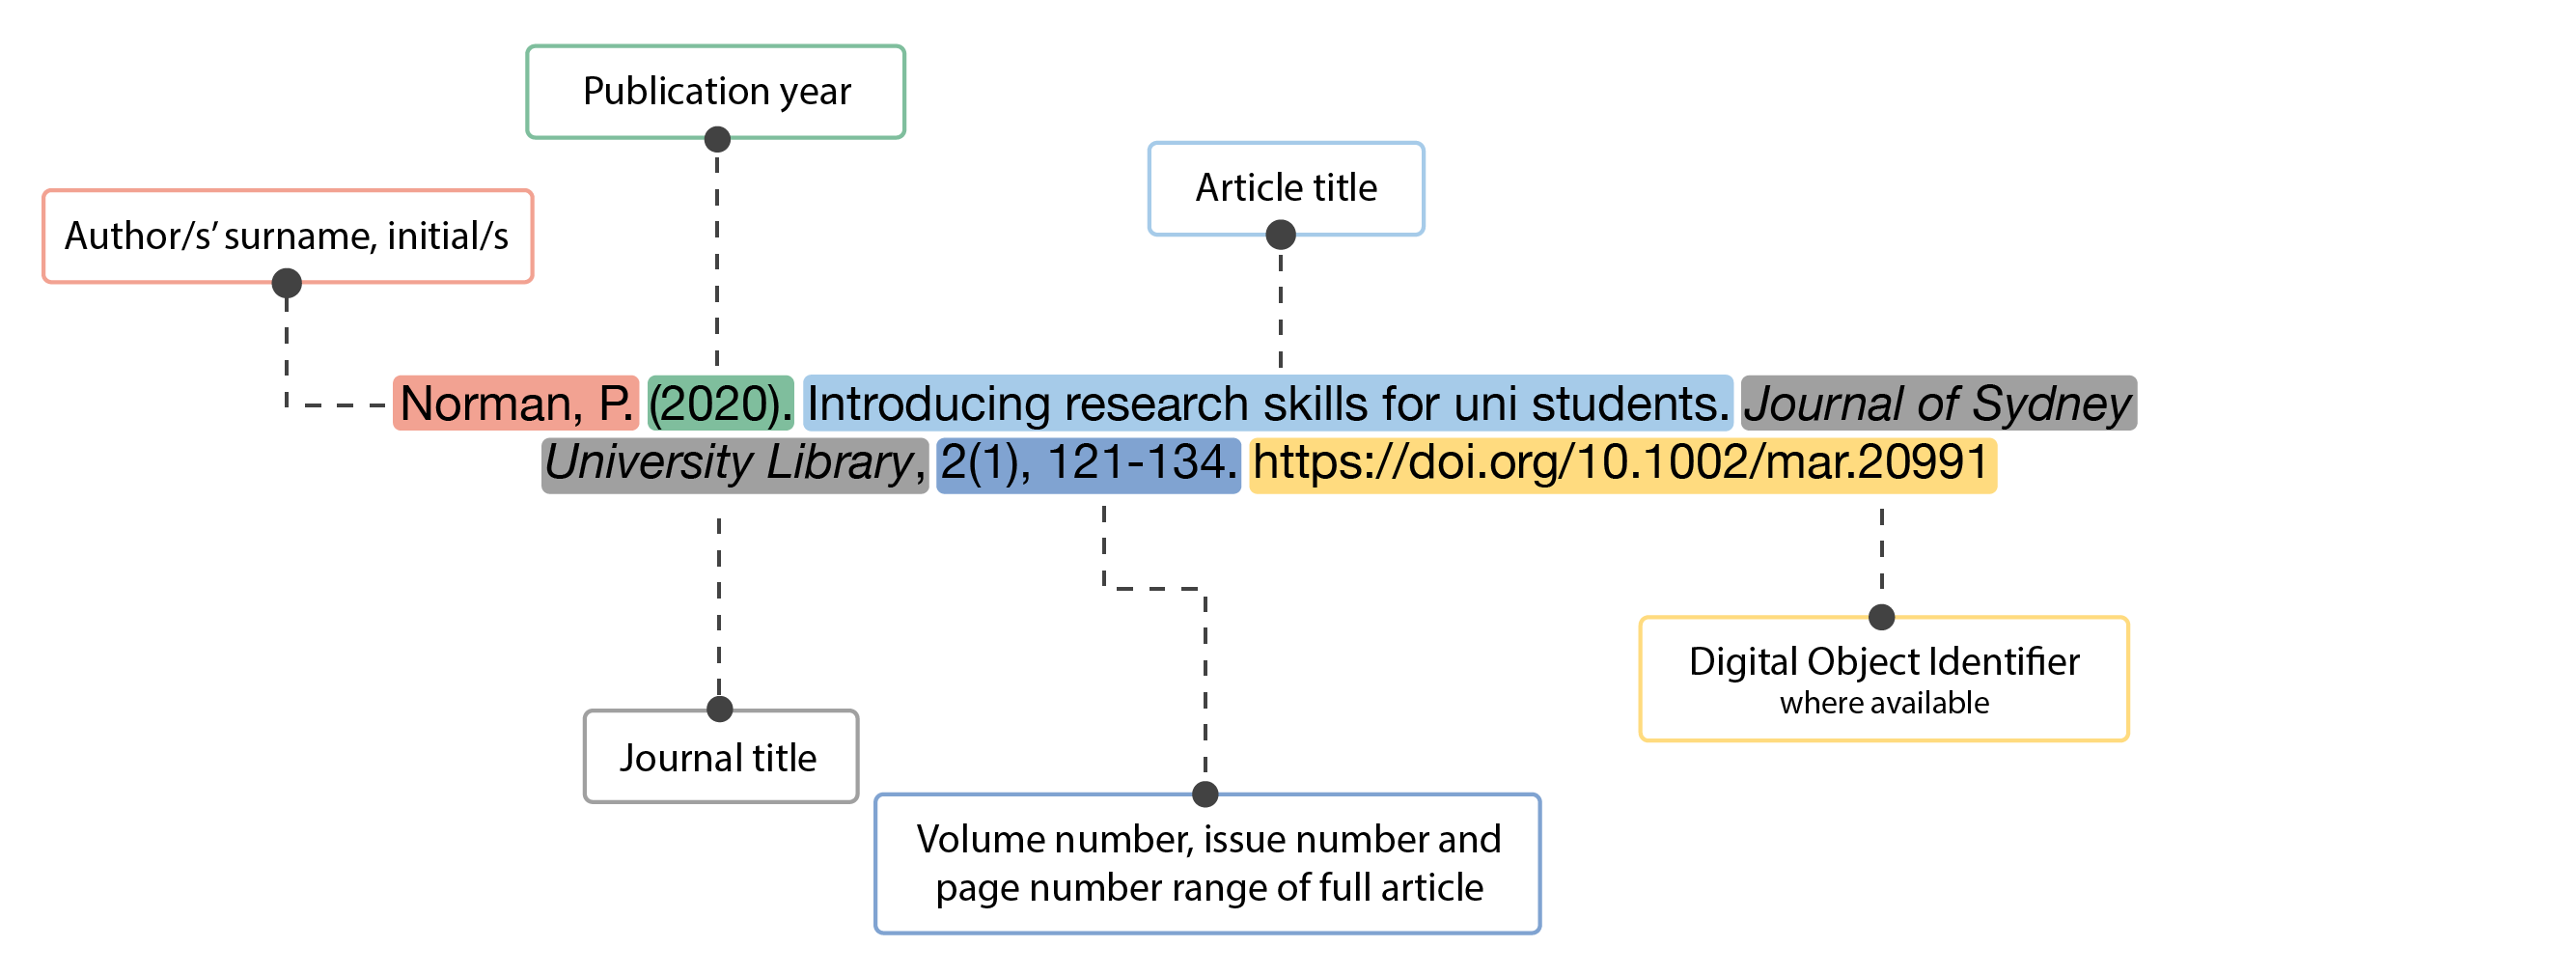 Publication year
Article title
Author/s’ surname, initial/s
Norman, P. (2020). Introducing research skills for uni students. Journal of Sydney
University Library, 2(1), 121-134. https://doi.org/10.1002/mar.20991
Digital Object Identifier
where available
Journal title
Volume number, issue number and
page number range of full article